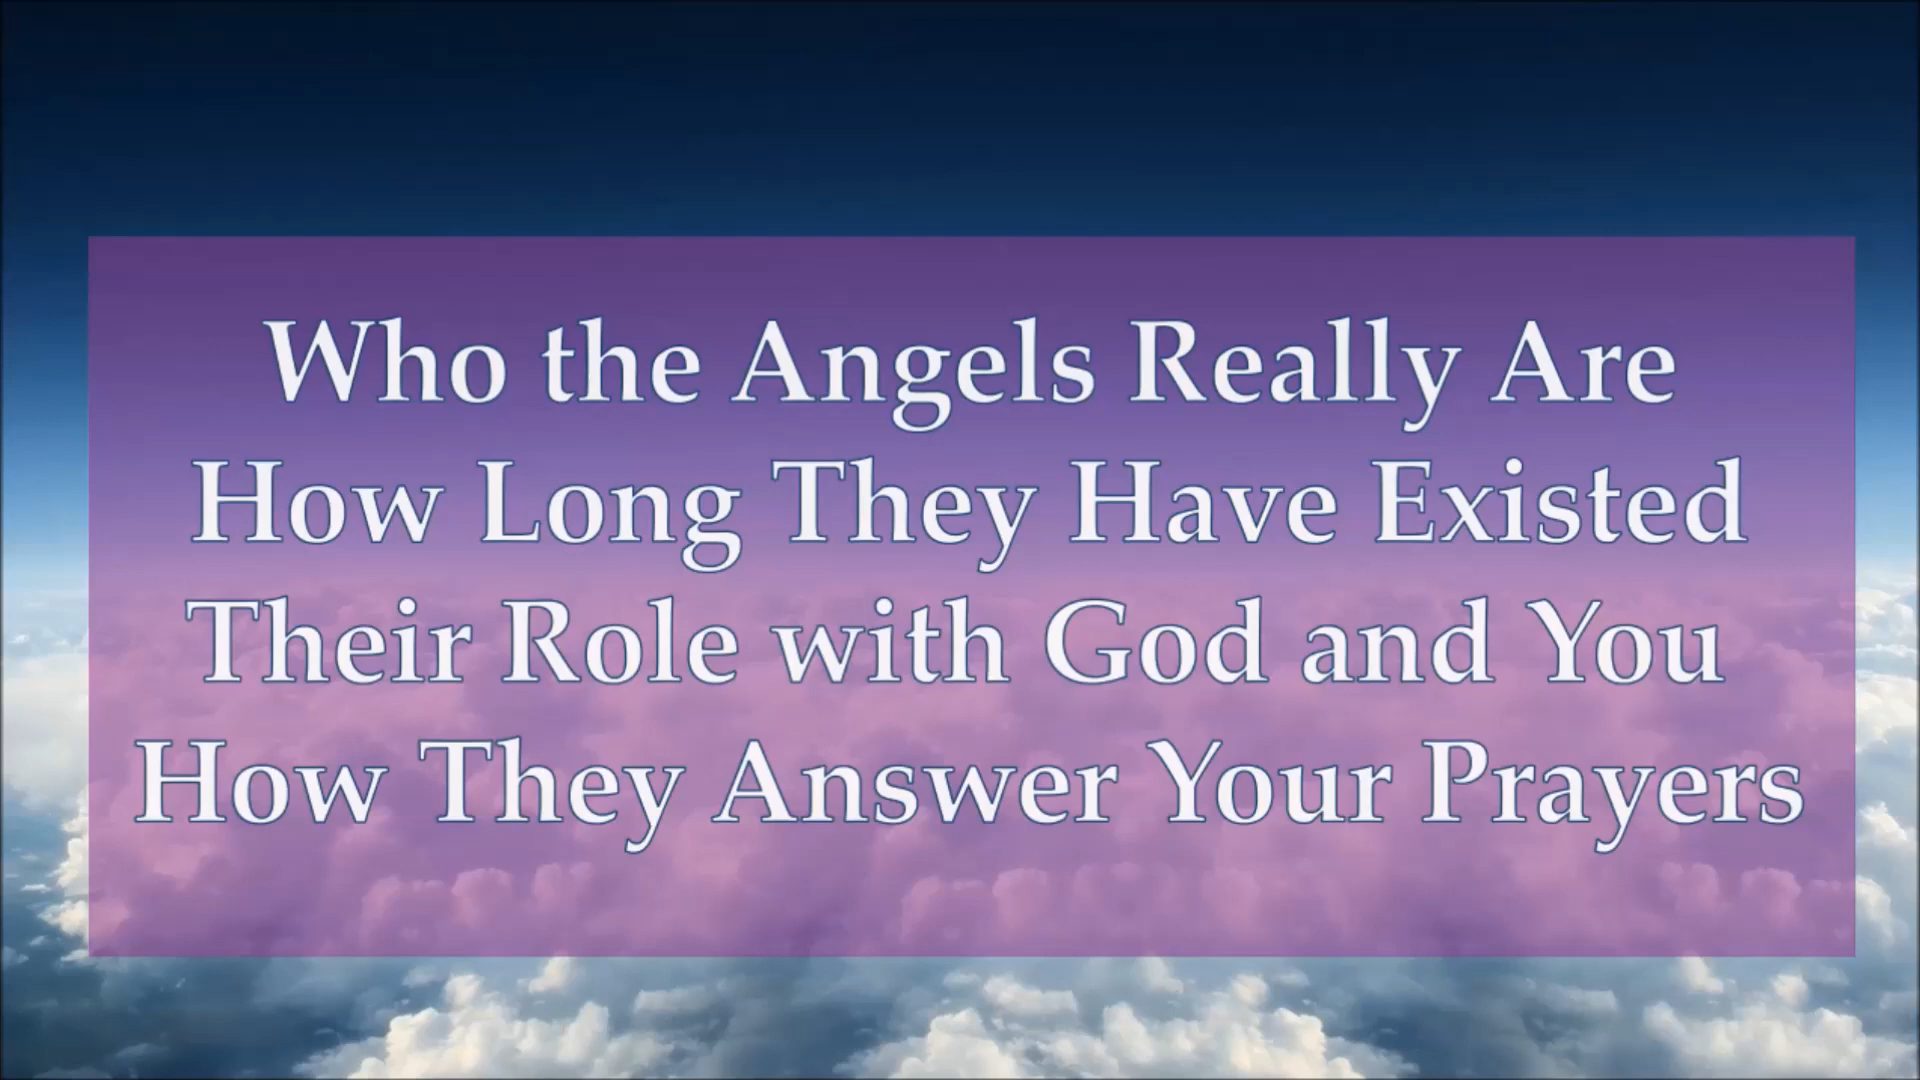 Who the Angels Really Are
How Long They Have Existed
Their Role with God and You
How They Answer Your Prayers